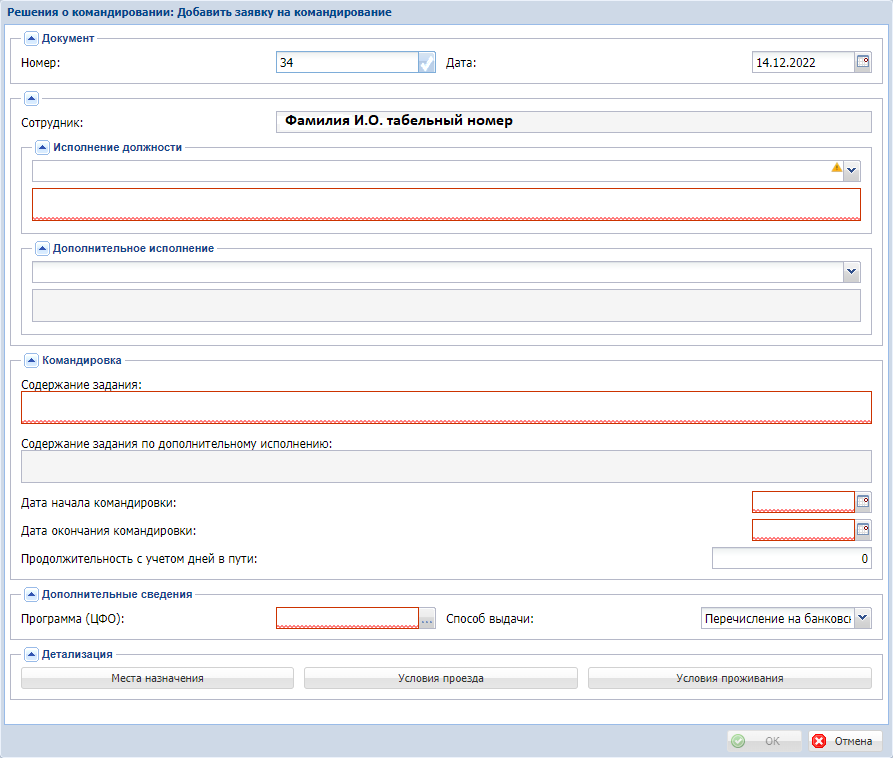 Решения о командировании: Добавить заявку на командирование
Документ
Номер: 34 Дата: 14.12.2022
Сотрудник: Фамилия И.О. табельный номер
Исполнение должности
Дополнительное исполнение
Командировка
Содержание задания:
Содержание задания по дополнительному исполнению:
Дата начала командировки:
Дата окончания командировки:
Продолжительность с учетом дней в пути: 0
Дополнительные сведения
Программа (ЦФО): ... Способ выдачи: Перечисление на банковс
Детализация
Места назначения Условия проезда Условия проживания
ОК Отмена